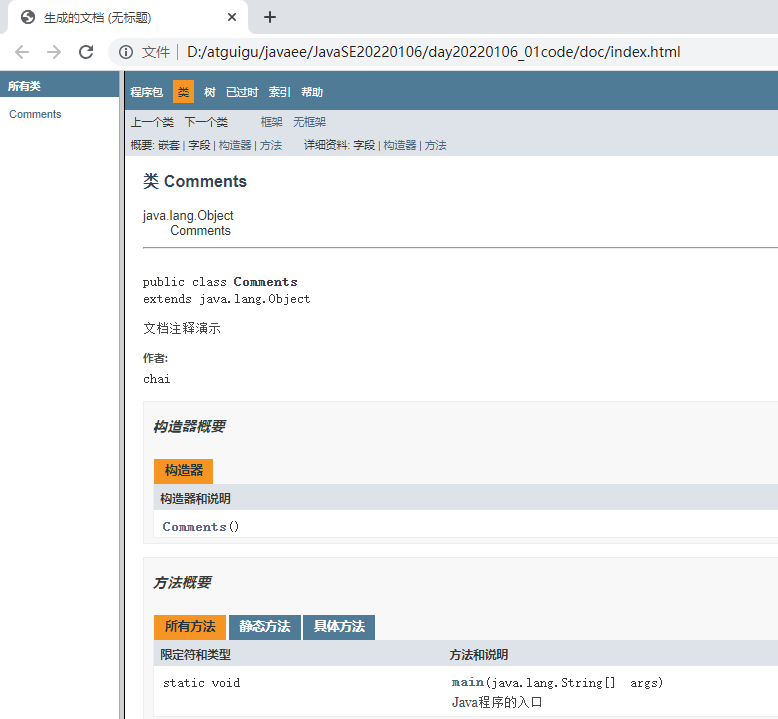 生成的文档 (无标题)
文件 D:/atguigu/javaee/JavaSE20220106/day20220106_01code/doc/index.html
所有类
Comments
程序包 类 树 已过时 索引 帮助
上一个类 下一个类 框架 无框架
概要: 嵌套 | 字段 | 构造器 | 方法 详细资料: 字段 | 构造器 | 方法
类 Comments
java.lang.Object
Comments
public class Comments
extends java.lang.Object
文档注释演示
作者:
chai
构造器概要
构造器
构造器和说明
Comments()
方法概要
所有方法 静态方法 具体方法
限定符和类型 方法和说明
static void main(java.lang.String[] args)
Java程序的入口